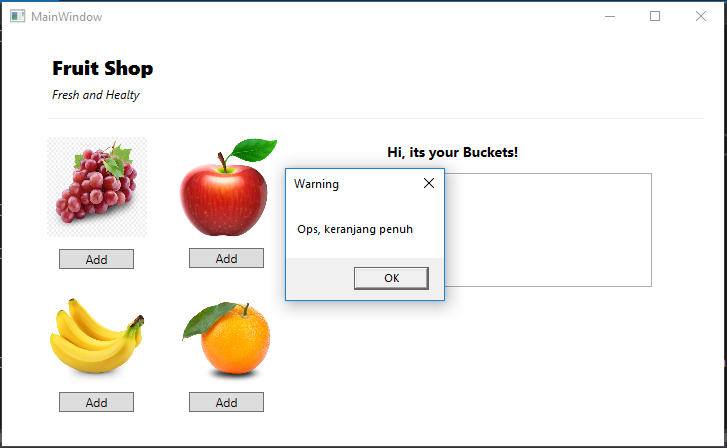 MainWindow
Fruit Shop
Fresh and Healty
Hi, its your Buckets!
Warning
Ops, keranjang penuh
OK
Add
Add
Add
Add